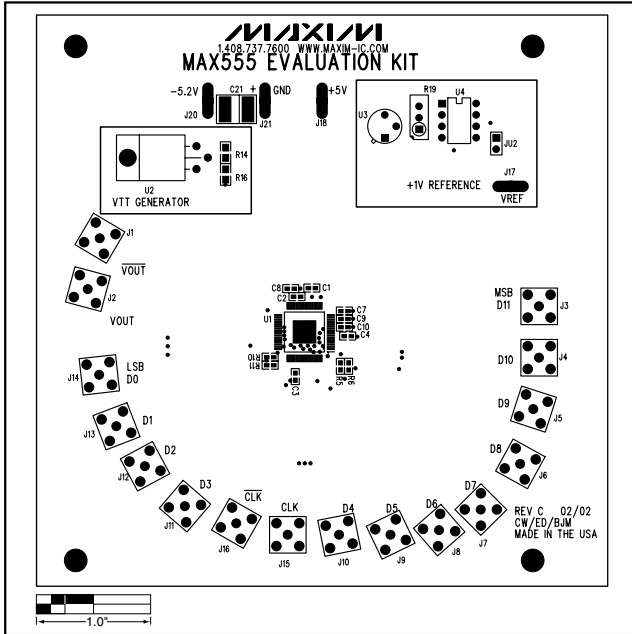 MAXIM
1.408.737.7600 WWW.MAXIM-IC.COM
MAX555 EVALUATION KIT
-5.2V
C21
+
GND
+5V
J20
J21
J18
R19
U4
U3
JU2
J17
+1V REFERENCE
VREF
R14
R16
U2
VTT GENERATOR
J1
VOUT
J2
VOUT
C8
C1
C2
U1
C7
C9
C10
C4
R10
R11
C3
R5
R6
MSB
D11
J3
D10
J4
D9
J5
D8
J6
D7
J7
D6
J8
D5
J9
D4
J10
CLK
J15
CLK
J16
D3
J11
D2
J12
D1
J13
LSB
D0
J14
REV C 02/02
CW/ED/BJM
MADE IN THE USA
1.0"